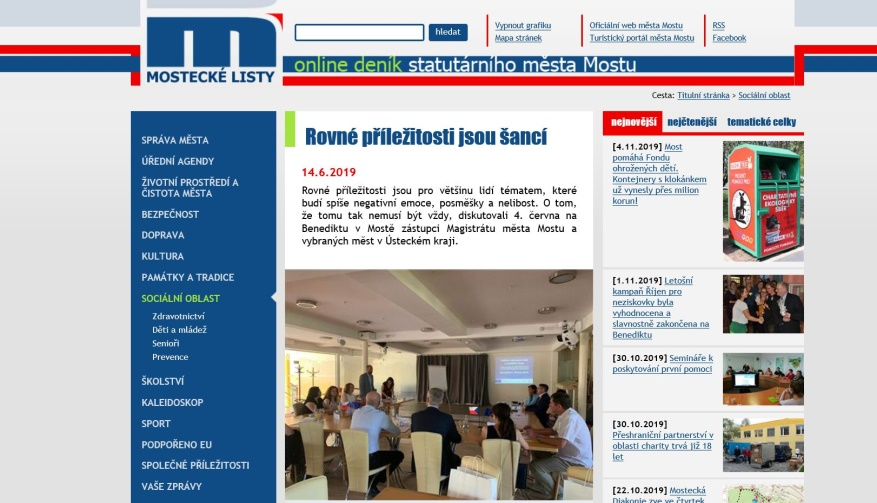 hledat
Vypnout grafiku
Mapa stránek
Oficiální web města Mostu
Turistický portál města Mostu
RSS
Facebook
MOSTECKÉ LISTY
online deník statutárního města Mostu
Cesta: Titulní stránka > Sociální oblast
SPRÁVA MĚSTA
ÚŘEDNÍ AGENDY
ŽIVOTNÍ PROSTŘEDÍ A
ČISTOTA MĚSTA
BEZPEČNOST
DOPRAVA
KULTURA
PAMÁTKY A TRADICE
SOCIÁLNÍ OBLAST
Zdravotnictví
Děti a mládež
Senioři
Prevence
ŠKOLSTVÍ
KALEIDOSKOP
SPORT
PODPOŘENO EU
SPOLEČNÉ PŘÍLEŽITOSTI
VAŠE ZPRÁVY
Rovné příležitosti jsou šancí
14.6.2019
Rovné příležitosti jsou pro většinu lidí tématem, které
budí spíše negativní emoce, posměšky a nelibost. O tom,
že tomu tak nemusí být vždy, diskutovali 4. června na
Benediktu v Mostě zástupci Magistrátu města Mostu a
vybraných měst v Ústeckém kraji.
nejnovější
nejčtenější
tematické celky
[4.11.2019] Most
pomáhá Fondu
ohrožených dětí.
Kontejnery s klokánkem
už vynesly přes milion
korun!
[1.11.2019] Letošní
kampaň Říjen pro
neziskovky byla
vyhodnocena a
slavnostně zakončena na
Benediktu
[30.10.2019] Semináře k
poskytování první pomoci
[30.10.2019]
Přeshraniční partnerství v
oblasti charity trvá již 18
let
[22.10.2019] Mostecká
Diakonie zve ve čtvrtek